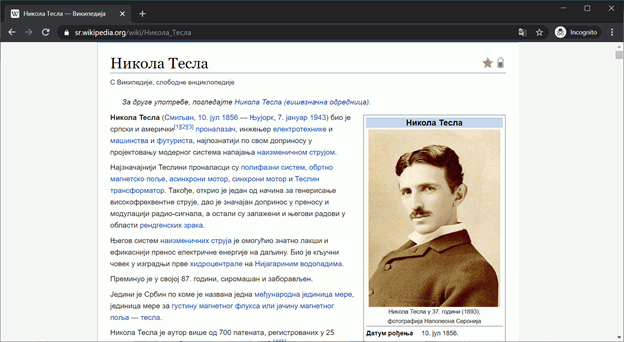 Никола Тесла — Википедија
sr.wikipedia.org/wiki/Никола_Тесла
Incognito
Никола Тесла
С Википедије, слободне енциклопедије
За друге употребе, погледајте Никола Тесла (вишезначна одредница).
Никола Тесла (Смиљан, 10. јул 1856 — Њујорк, 7. јануар 1943) био је
српски и амерички[1][2][3] проналазач, инжењер електротехнике и
машинства и футуриста, најпознатији по свом доприносу у
пројектовању модерног система напајања наизменичном струјом.
Најзначајнији Теслини проналасци су полифазни систем, обртно
магнетско поље, асинхрони мотор, синхрони мотор и Теслин
трансформатор. Такође, открио је један од начина за генерисање
високофреквентне струје, дао је значајан допринос у преносу и
модулацији радио-сигнала, а остали су запажени и његови радови у
области рендгенских зрака.
Његов систем наизменичних струја је омогућио знатно лакши и
ефикаснији пренос електричне енергије на даљину. Био је кључни
човек у изградњи прве хидроцентрале на Нијагариним водопадима.
Преминуо је у својој 87. години, сиромашан и заборављен.
Једини је Србин по коме је названа једна међународна јединица мере,
јединица мере за густину магнетног флукса или јачину магнетног
поља — тесла.
Никола Тесла је аутор више од 700 патената, регистрованих у 25
Никола Тесла
Никола Тесла у 37. години (1893);
фотографија Наполеона Серонија
Датум рођења 10. јул 1856.